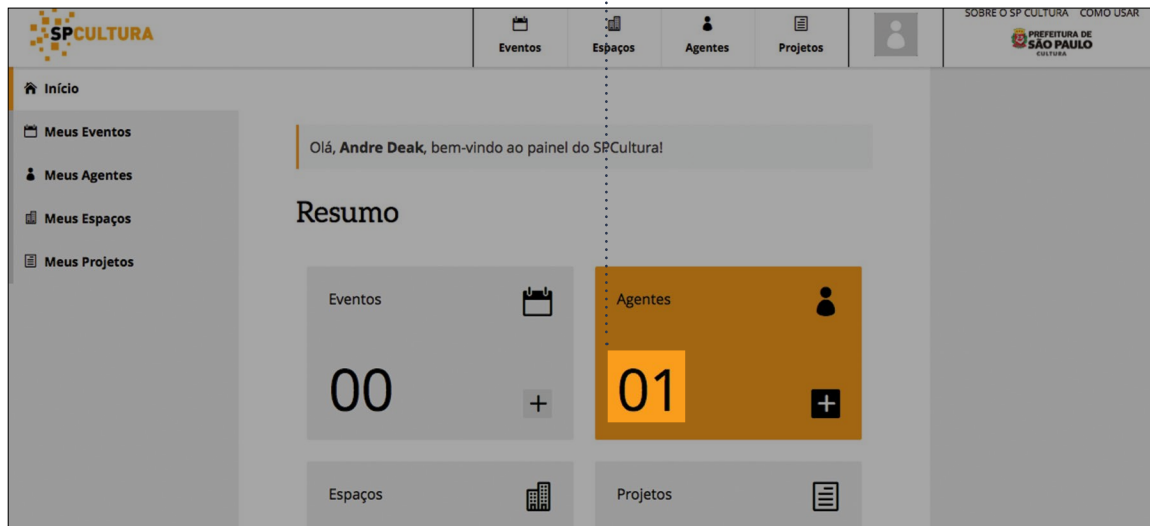 SPCULTURA
Eventos
Espaços
Agentes
Projetos
SOBRE O SP CULTURA COMO USAR
PREFEITURA DE
SÃO PAULO
CULTURA
Início
Meus Eventos
Meus Agentes
Meus Espaços
Meus Projetos
Olá, Andre Deak, bem-vindo ao painel do SPCultura!
Resumo
Eventos
00
+
Agentes
01
+
Espaços
Projetos